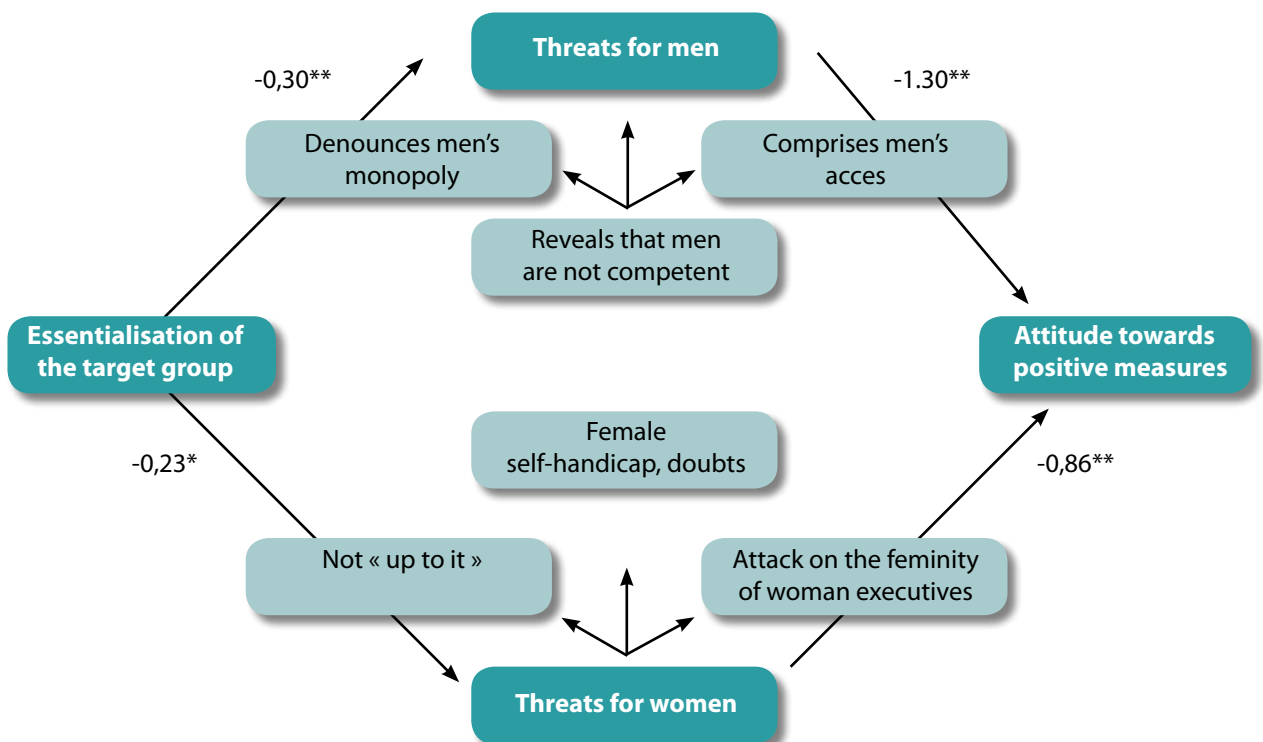 Threats for men
-0,30**
-1.30**
Denounces men's
monopoly
Comprises men's
acces
Reveals that men
are not competent
Essentialisation of
the target group
Attitude towards
positive measures
Female
self-handicap, doubts
-0,23*
-0,86**
Not « up to it »
Attack on the feminity
of woman executives
Threats for women